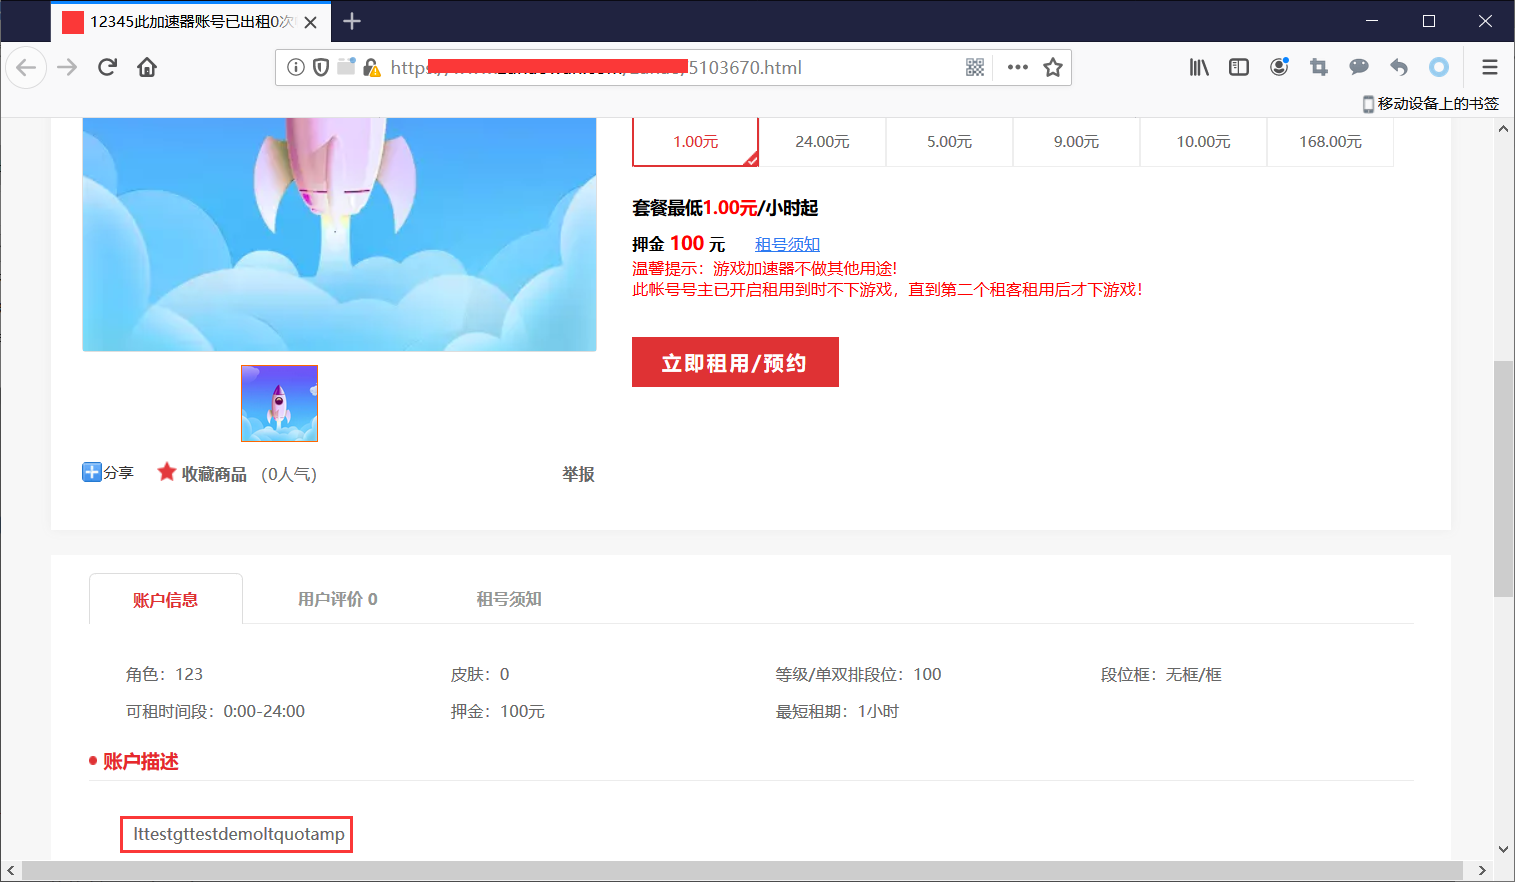 12345此加速器账号已出租0次
https
5103670.html
移动设备上的书签
1.00元
24.00元
5.00元
9.00元
10.00元
168.00元
套餐最低1.00元/小时起
押金 100 元 租号须知
温馨提示：游戏加速器不做其他用途!
此帐号号主已开启租用到时不下游戏，直到第二个租客租用后才下游戏！
立即租用/预约
分享 收藏商品 （0人气） 举报
账户信息 用户评价 0 租号须知
角色：123 皮肤：0 等级/单双排段位：100 段位框：无框/框
可租时间段：0:00-24:00 押金：100元 最短租期：1小时
账户描述
lttestgttestdemoltquotamp